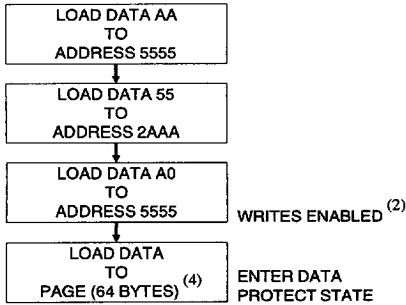 LOAD DATA AA
TO
ADDRESS 5555
LOAD DATA 55
TO
ADDRESS 2AAA
LOAD DATA A0
TO
ADDRESS 5555
WRITES ENABLED (2)
LOAD DATA
TO
PAGE (64 BYTES) (4)
ENTER DATA
PROTECT STATE